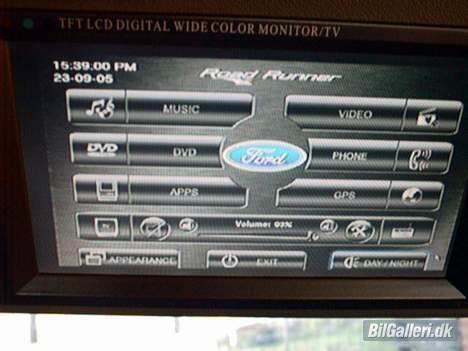 TFT LCD DIGITAL WIDE COLOR MONITOR/TV
15:39.00 PM
23-09-05
Road Runner
MUSIC
VIDEO
DVD
DVD
Ford
PHONE
APPS
GPS
Volume: 93%
APPEARANCE
EXIT
DAY / NIGHT
BilGalleri.dk